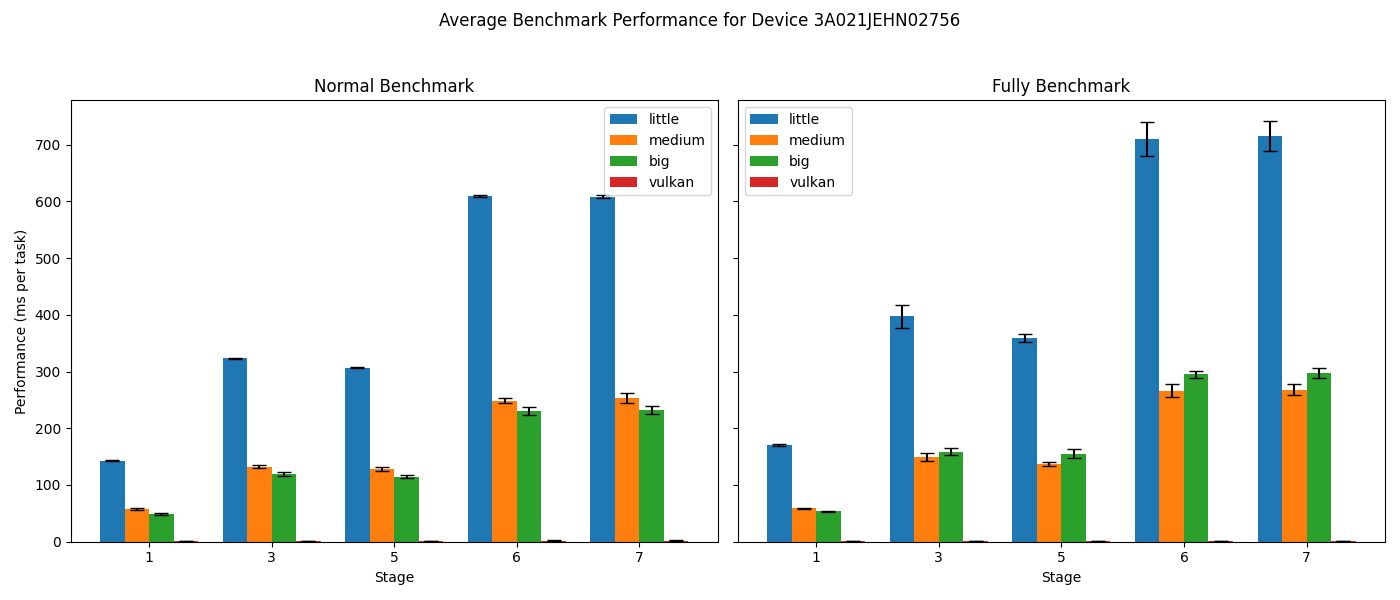 Average Benchmark Performance for Device 3A021JEHN02756
Normal Benchmark
Performance (ms per task)
700
600
500
400
300
200
100
0
little
medium
big
vulkan
1 3 5 6 7
Stage
Fully Benchmark
little
medium
big
vulkan
1 3 5 6 7
Stage